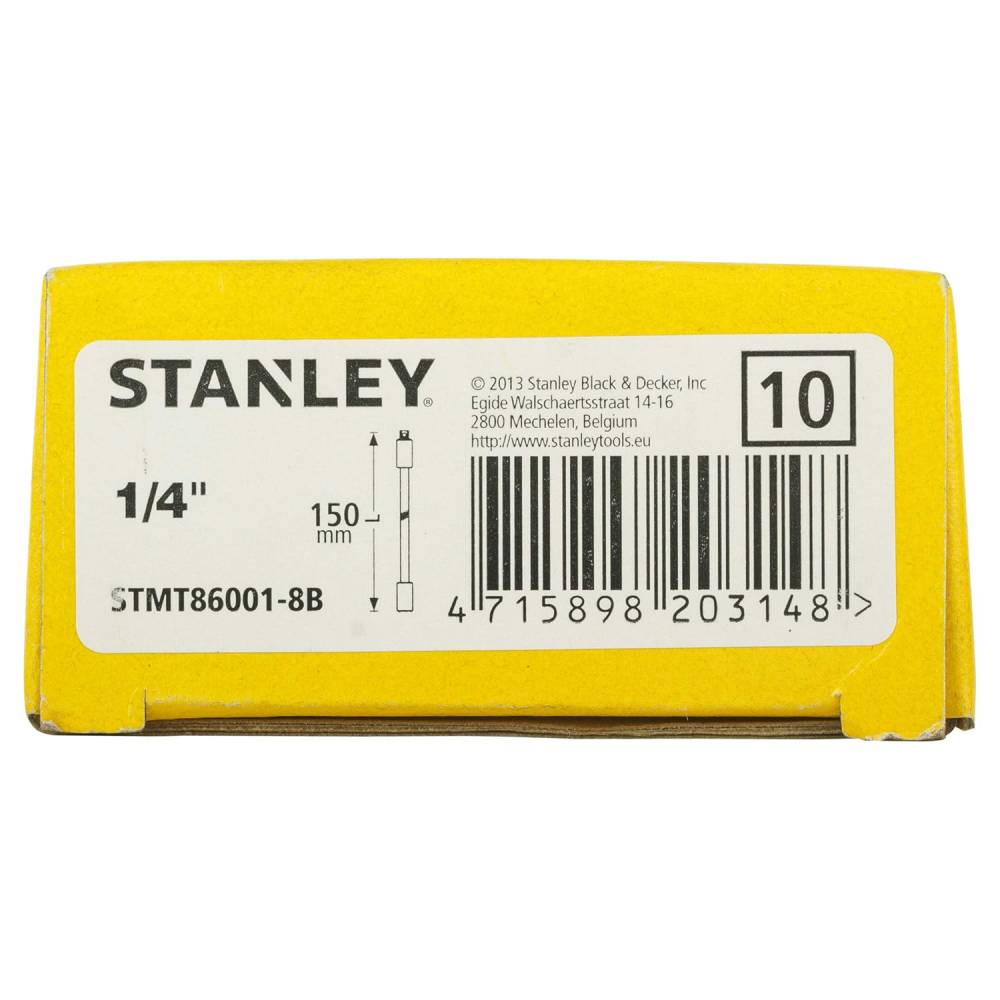 STANLEY®
© 2013 Stanley Black & Decker, Inc
Egide Walschaertsstraat 14-16
2800 Mechelen, Belgium
http://www.stanleytools.eu
10
1/4"
150
mm
L
STMT86001-8B
4 715898 203148 >